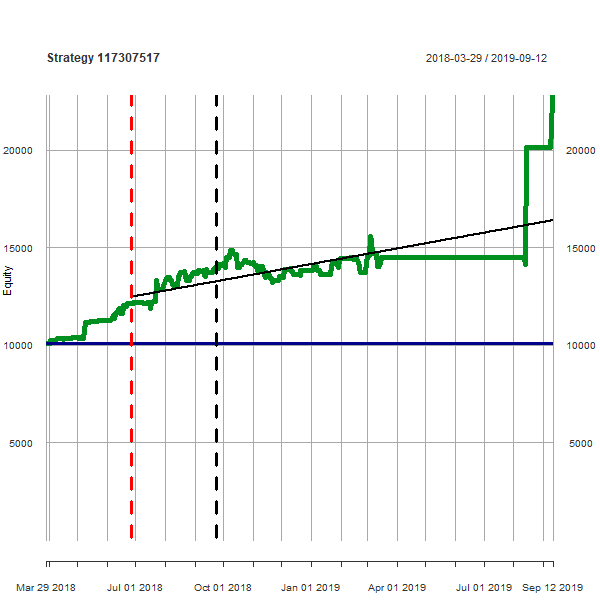 Strategy 117307517
2018-03-29 / 2019-09-12
20000
20000
15000
15000
Equity
10000
10000
5000
5000
Mar 29 2018
Jul 01 2018
Oct 01 2018
Jan 01 2019
Apr 01 2019
Jul 01 2019
Sep 12 2019